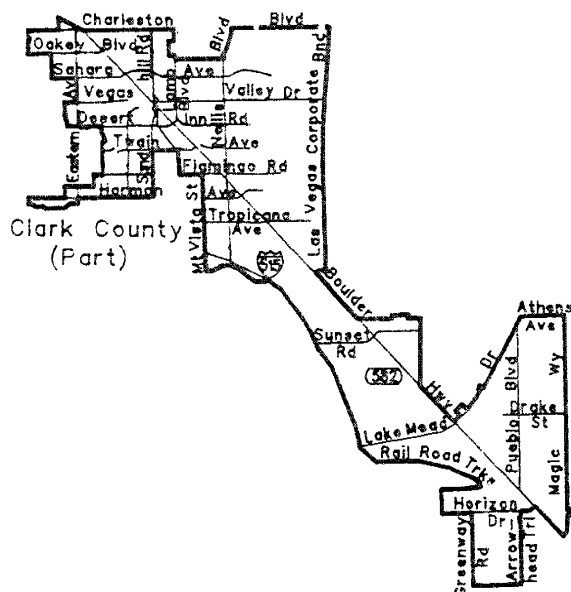 Charleston Blvd
Oakey Blvd
Sahara Ave
Vegas Valley Dr
Desert Inn Rd
Twain Ave
Flamingo Rd
Harmon Ave
Tropicana Ave
Eastern Av
Sand hill Rd
Lamb Blvd
Nellis Blvd
Las Vegas Corporate Bnd
Mt Vista St
Clark County
(Part)
515
Boulder Hwy
Sunset Rd
582
Lake Mead Dr
Rail Road Trks
Athens Ave
Pueblo Blvd
Magic Wy
Drake St
Horizon Dr
Greenway Rd
Arrow-
head Trl